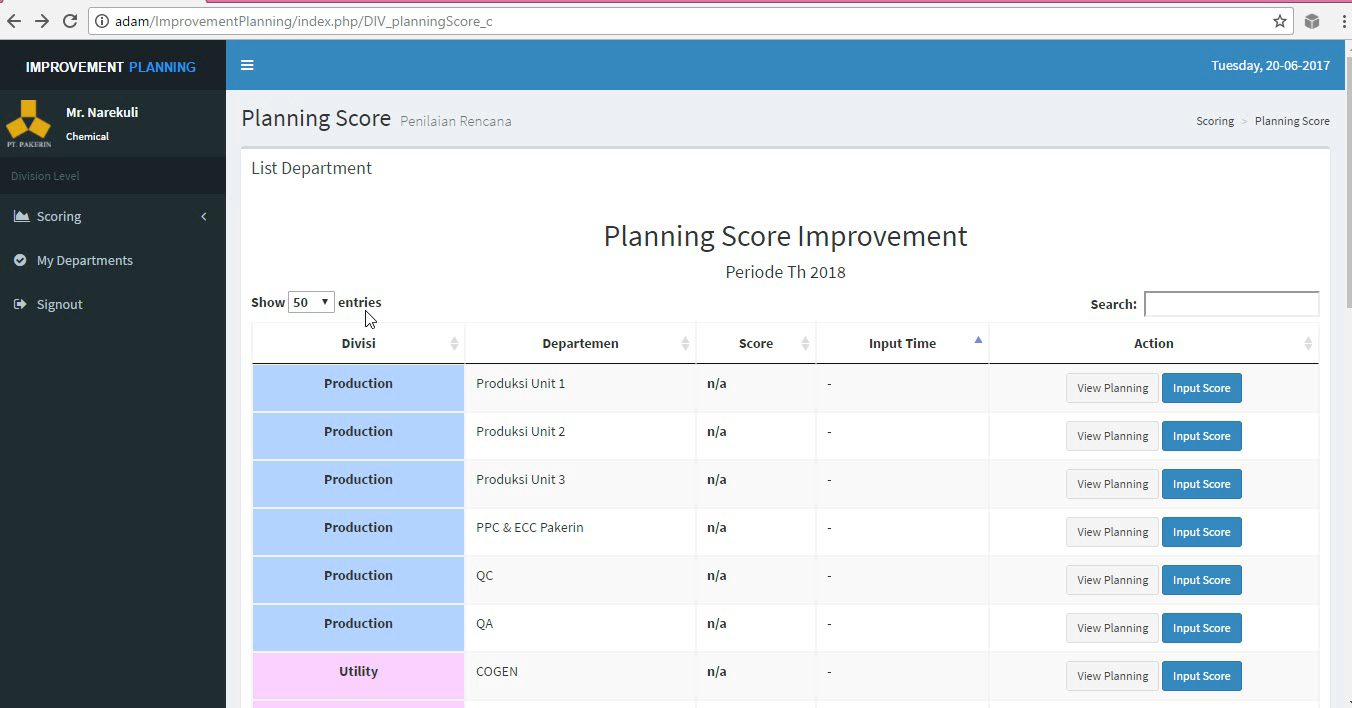 adam/ImprovementPlanning/index.php/DIV_planningScore_c
IMPROVEMENT PLANNING
Tuesday, 20-06-2017
PT. PAKERIN
Mr. Narekuli
Chemical
Division Level
Scoring
My Departments
Signout
Planning Score Penilaian Rencana
Scoring > Planning Score
List Department
Planning Score Improvement
Periode Th 2018
Show 50 entries
Search:
Divisi Departemen Score Input Time Action
Production Produksi Unit 1 n/a - View Planning Input Score
Production Produksi Unit 2 n/a - View Planning Input Score
Production Produksi Unit 3 n/a - View Planning Input Score
Production PPC & ECC Pakerin n/a - View Planning Input Score
Production QC n/a - View Planning Input Score
Production QA n/a - View Planning Input Score
Utility COGEN n/a - View Planning Input Score